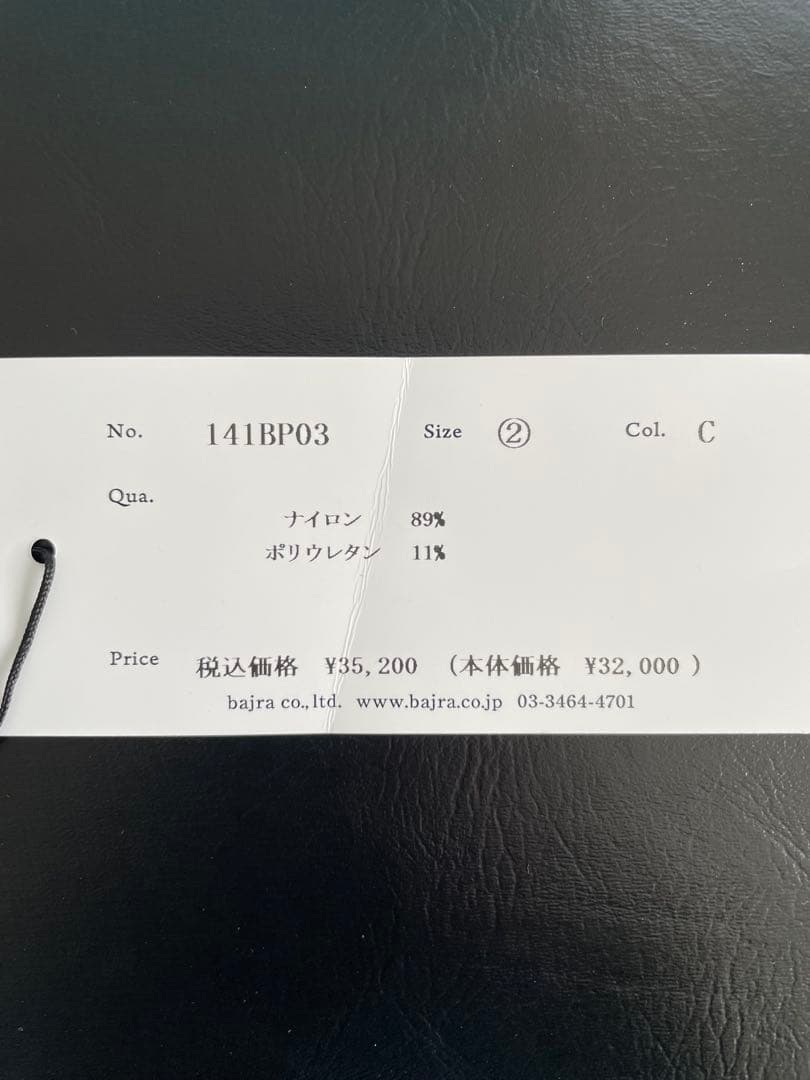 No. 141BP03 Size ② Col. C
Qua.
ナイロン 89%
ポリウレタン 11%
Price 税込価格 ¥35,200 (本体価格 ¥32,000 )
bajra co.,ltd. www.bajra.co.jp 03-3464-4701